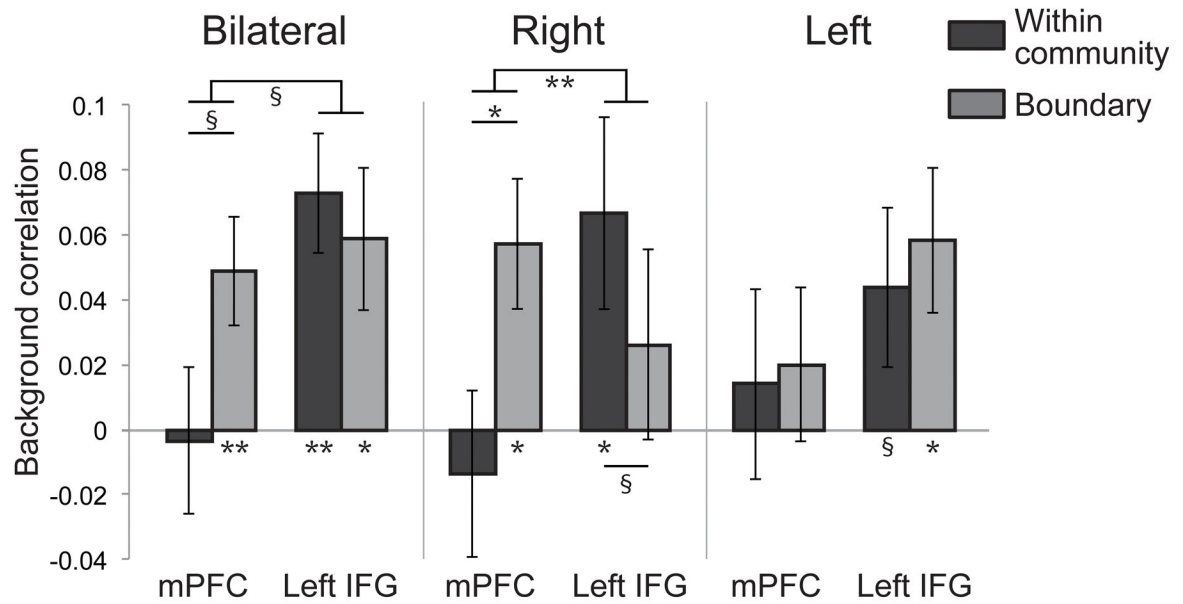 Bilateral
Right
Left
Within
community
Boundary
Background correlation
0.1
0.08
0.06
0.04
0.02
0
-0.02
-0.04
§
§
**
*
** ** *
* *
§
§ *
mPFC Left IFG
mPFC Left IFG
mPFC Left IFG